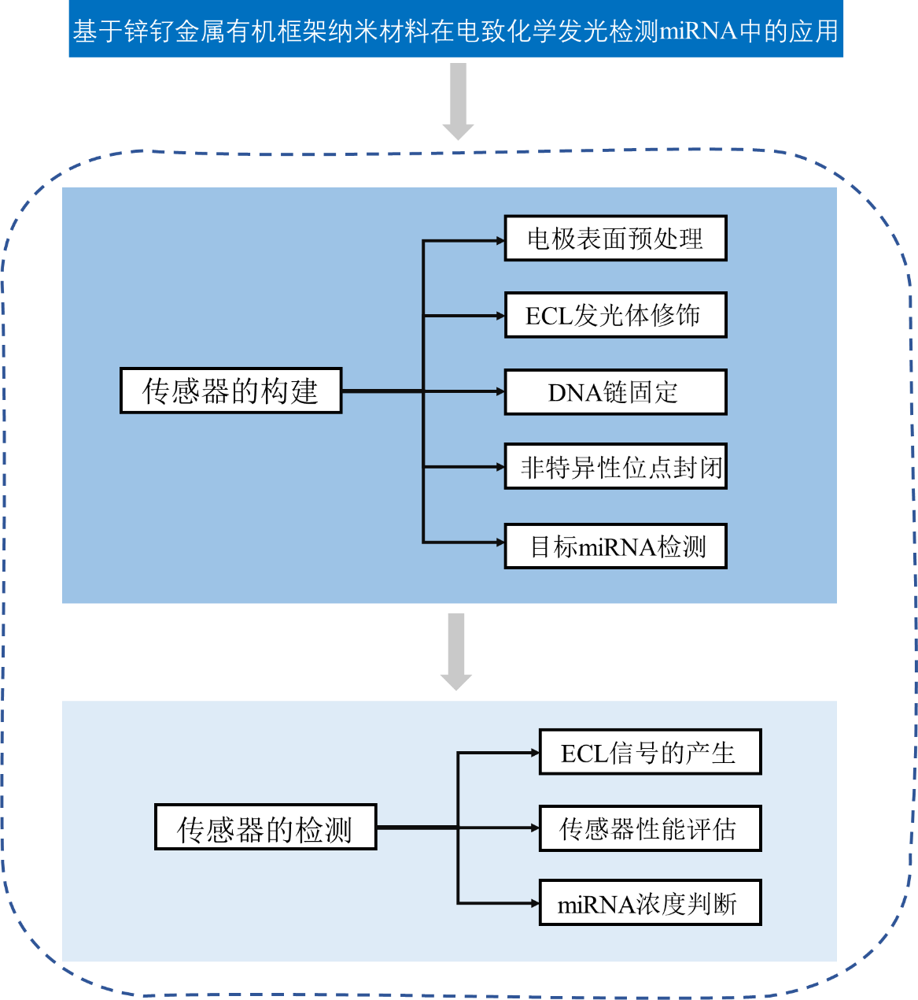 基于锌钌金属有机框架纳米材料在电致化学发光检测miRNA中的应用
传感器的构建
电极表面预处理
ECL发光体修饰
DNA链固定
非特异性位点封闭
目标miRNA检测
传感器的检测
ECL信号的产生
传感器性能评估
miRNA浓度判断